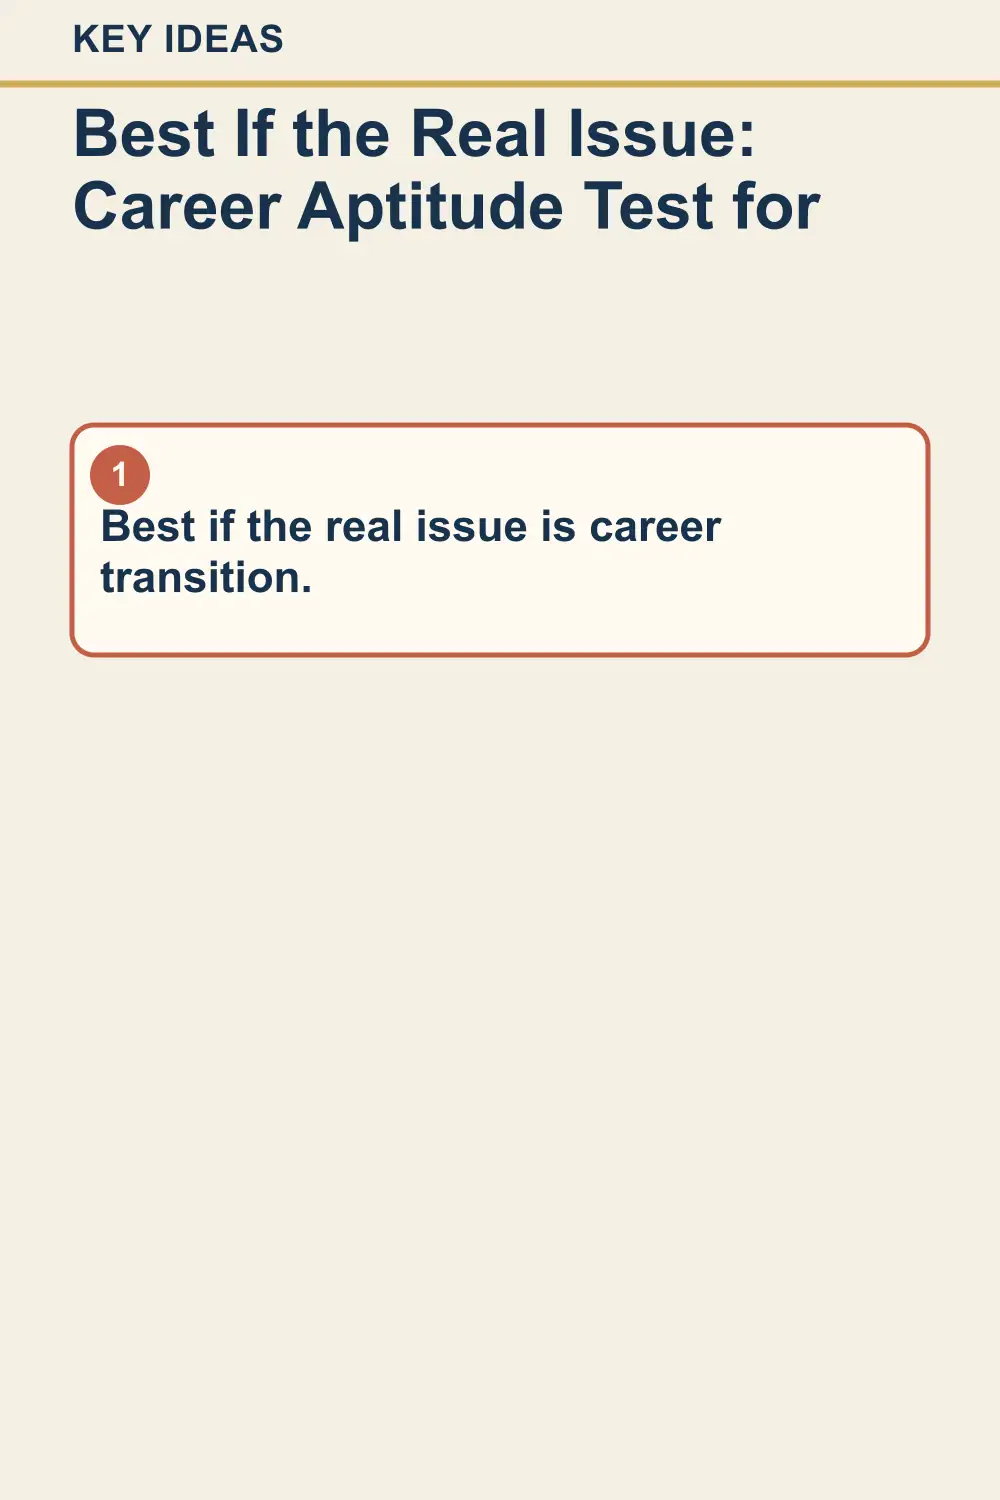 KEY IDEAS
Best If the Real Issue:
Career Aptitude Test for
1
Best if the real issue is career
transition.